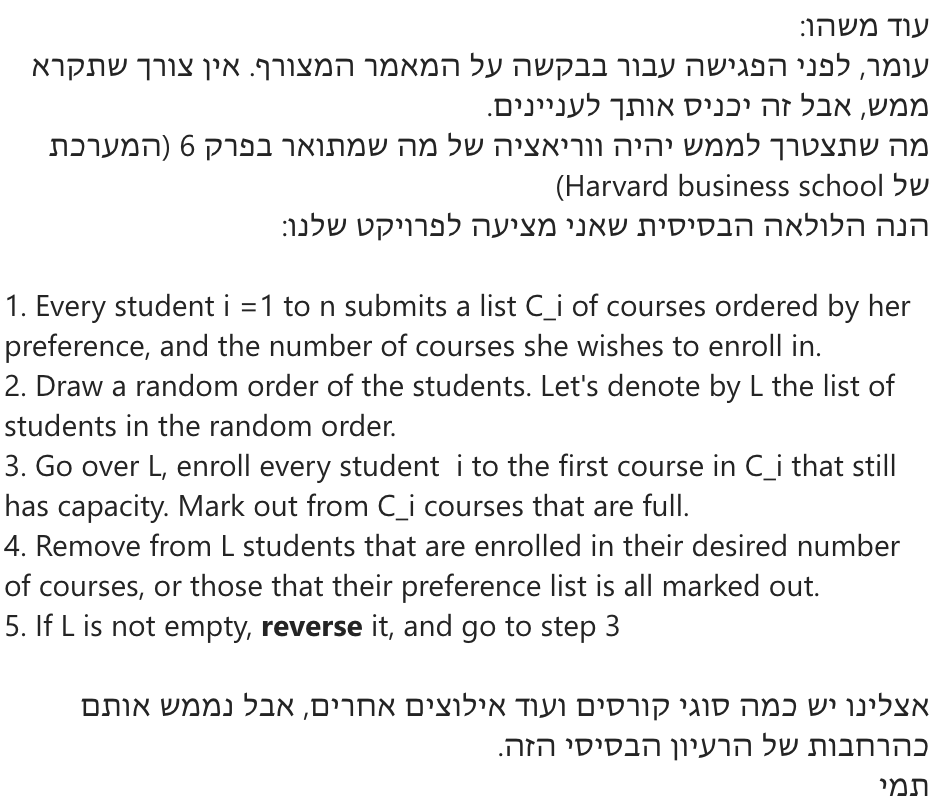 עוד משהו:
עומר, לפני הפגישה עבור בבקשה על המאמר המצורף. אין צורך שתקרא
ממש, אבל זה יכניס אותך לעניינים.
מה שתצטרך לממש יהיה ווריאציה של מה שמתואר בפרק 6 (המערכת
של Harvard business school)
הנה הלולאה הבסיסית שאני מציעה לפרויקט שלנו:
1. Every student i =1 to n submits a list C_i of courses ordered by her
preference, and the number of courses she wishes to enroll in.
2. Draw a random order of the students. Let's denote by L the list of
students in the random order.
3. Go over L, enroll every student  i to the first course in C_i that still
has capacity. Mark out from C_i courses that are full.
4. Remove from L students that are enrolled in their desired number
of courses, or those that their preference list is all marked out.
5. If L is not empty, reverse it, and go to step 3
אצלינו יש כמה סוגי קורסים ועוד אילוצים אחרים, אבל נממש אותם
כהרחבות של הרעיון הבסיסי הזה.
תמי